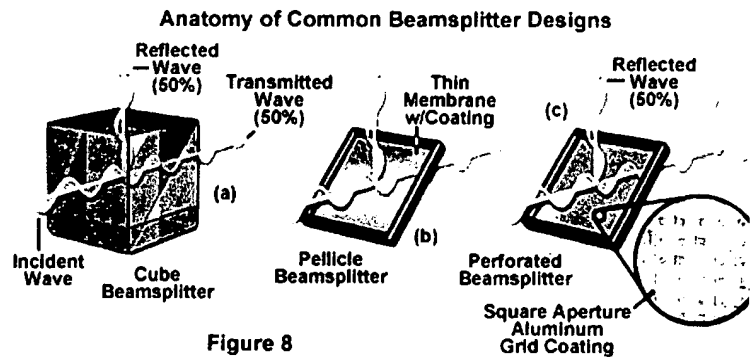 Anatomy of Common Beamsplitter Designs
Reflected
Wave
(50%)
Transmitted
Wave
(50%)
(a)
Incident
Wave
Cube
Beamsplitter
Thin
Membrane
w/Coating
(b)
Pellicle
Beamsplitter
(c)
Reflected
Wave
(50%)
Perforated
Beamsplitter
Square Aperture
Aluminum
Grid Coating
Figure 8